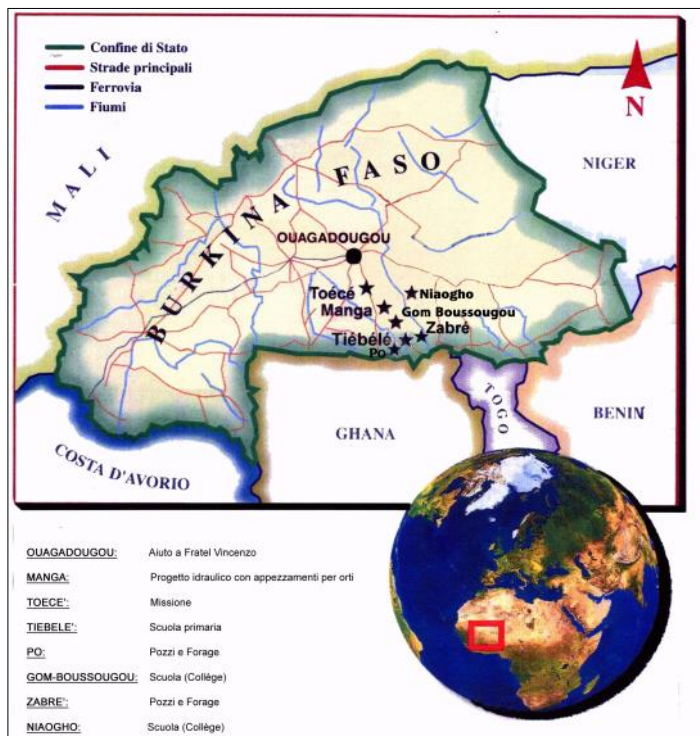 Confine di Stato
Strade principali
Ferrovia
Fiumi
N
MALI
NIGER
BURKINA FASO
OUAGADOUGOU
Toécé
Niaogho
Manga
Gom Boussougou
Zabré
Tiébélé
Po
TOGO
BENIN
GHANA
COSTA D'AVORIO
OUAGADOUGOU: Aiuto a Fratel Vincenzo
MANGA: Progetto idraulico con appezzamenti per orti
TOECE': Missione
TIEBELE': Scuola primaria
PO: Pozzi e Forage
GOM-BOUSSOUGOU: Scuola (Collège)
ZABRE': Pozzi e Forage
NIAOGHO: Scuola (Collège)